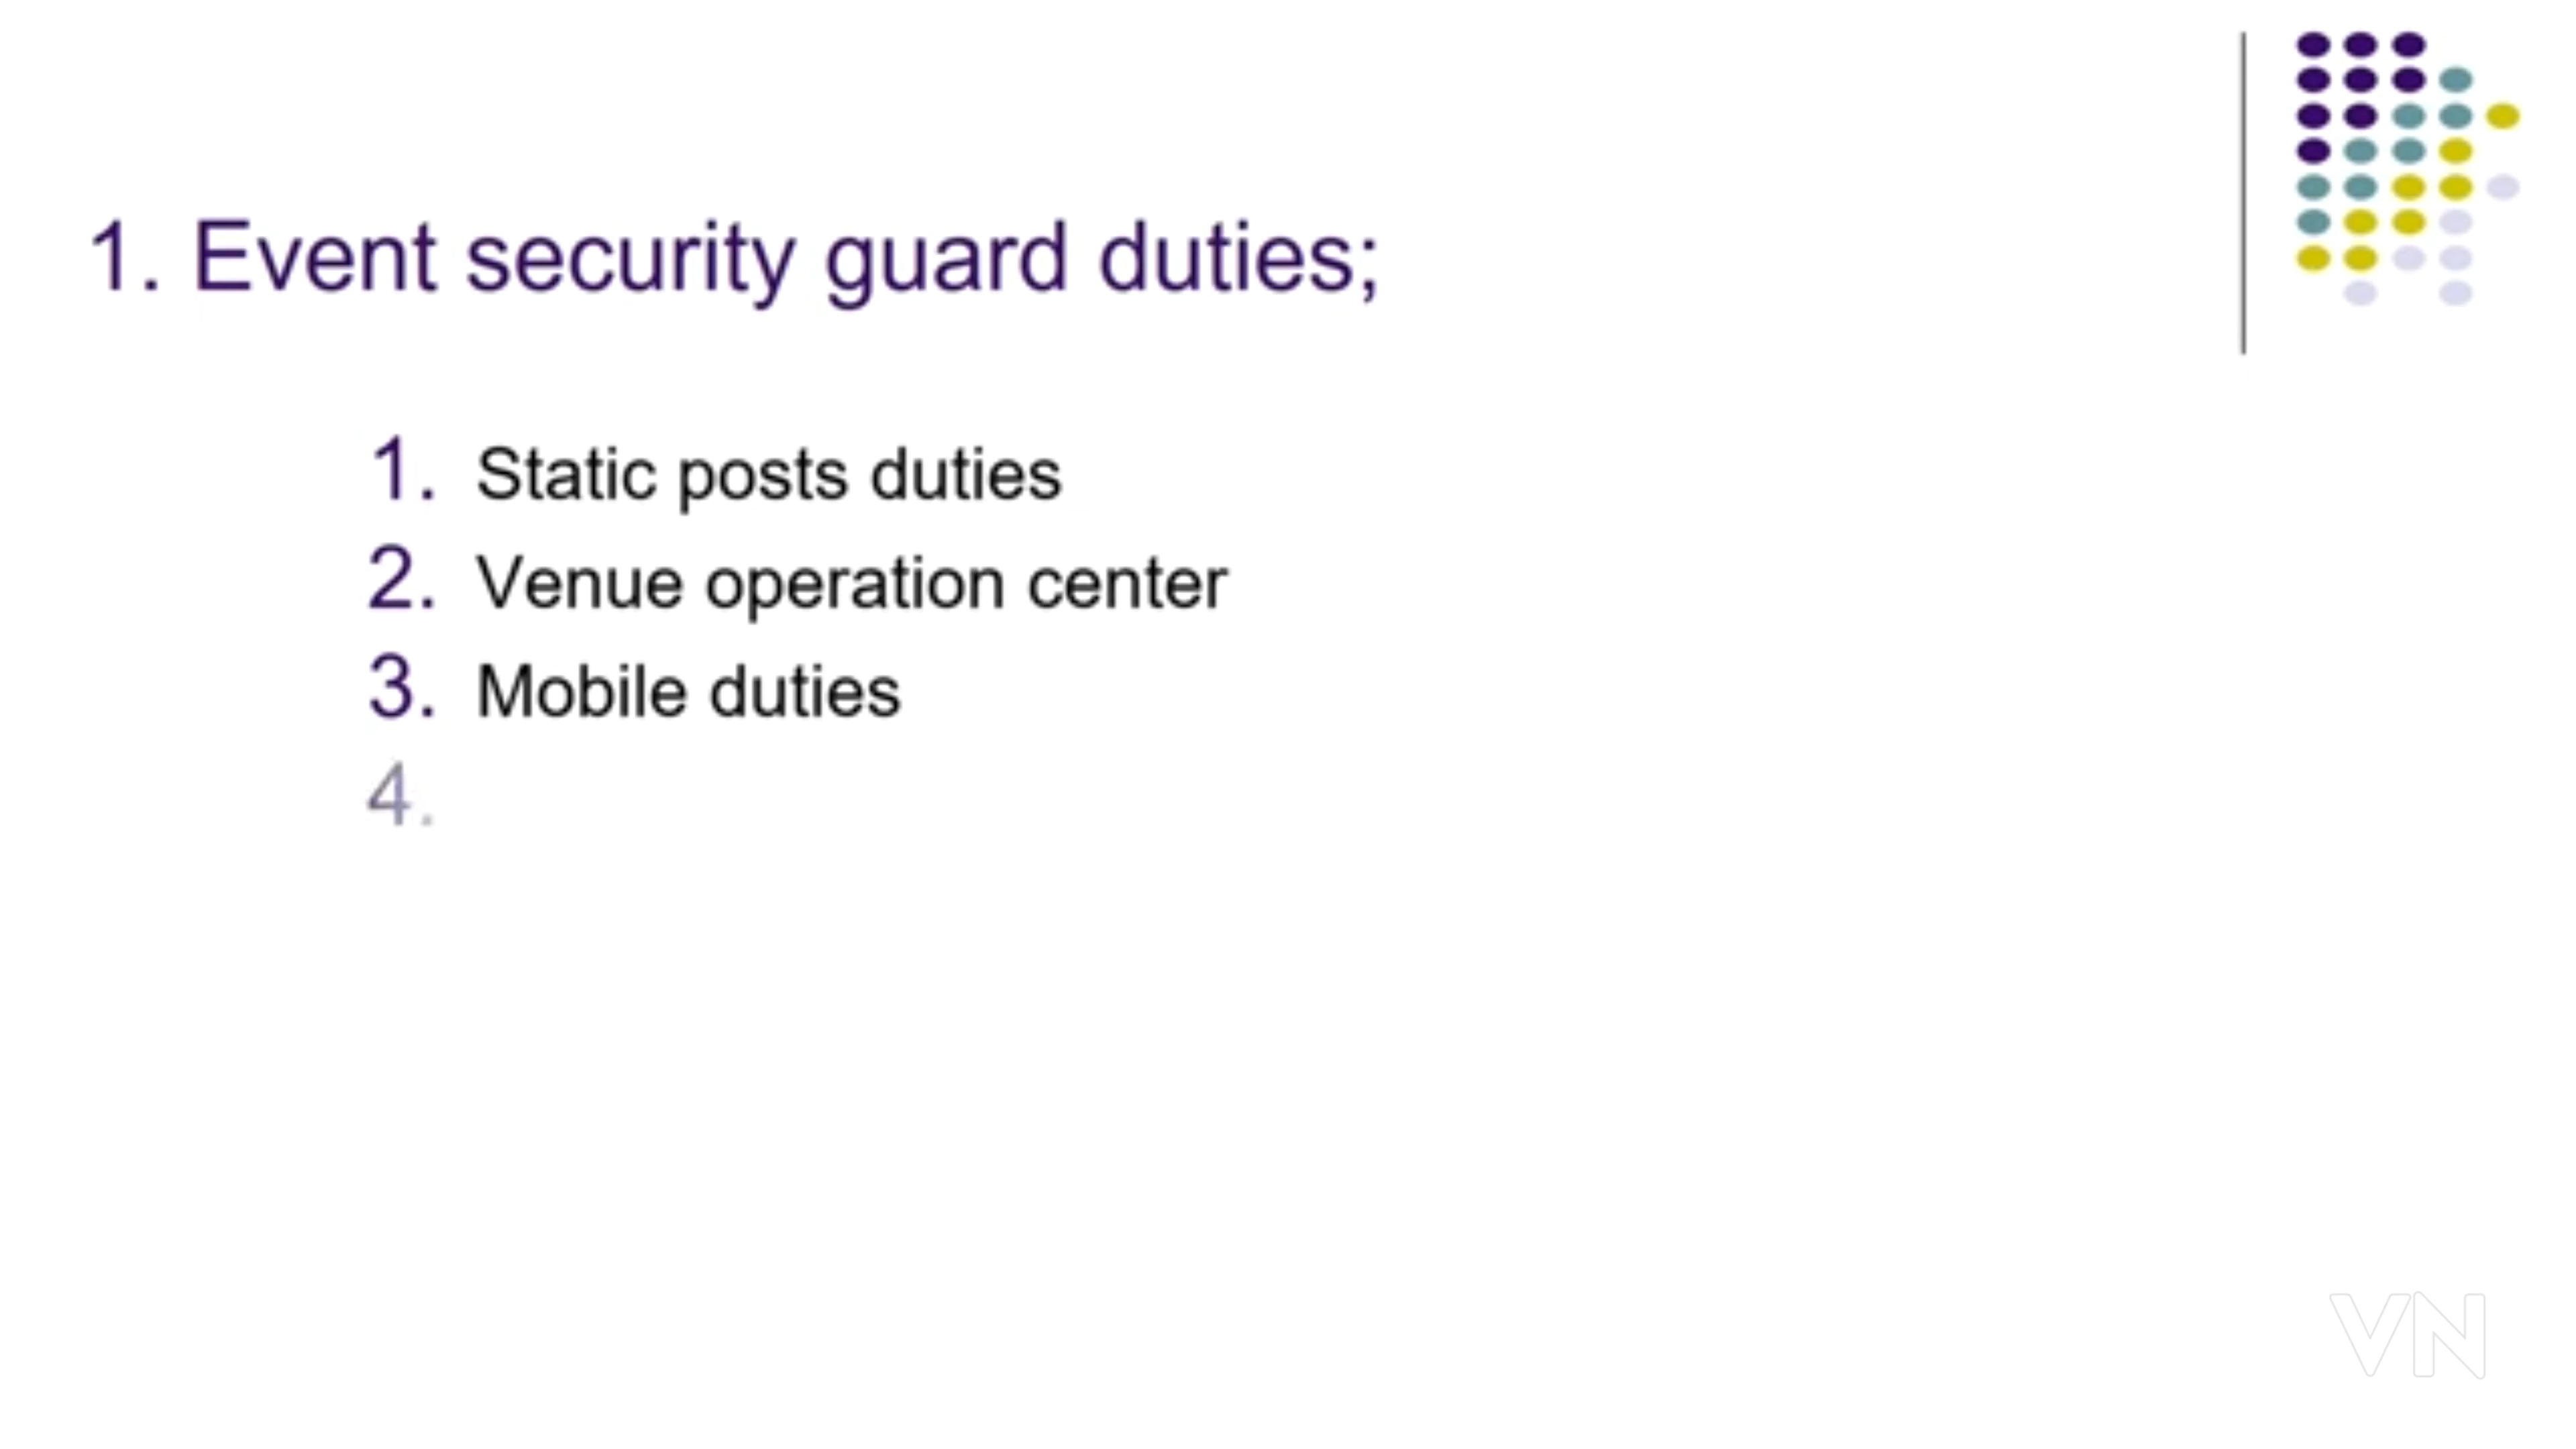 1. Event security guard duties;
1. Static posts duties
2. Venue operation center
3. Mobile duties
4.
VN